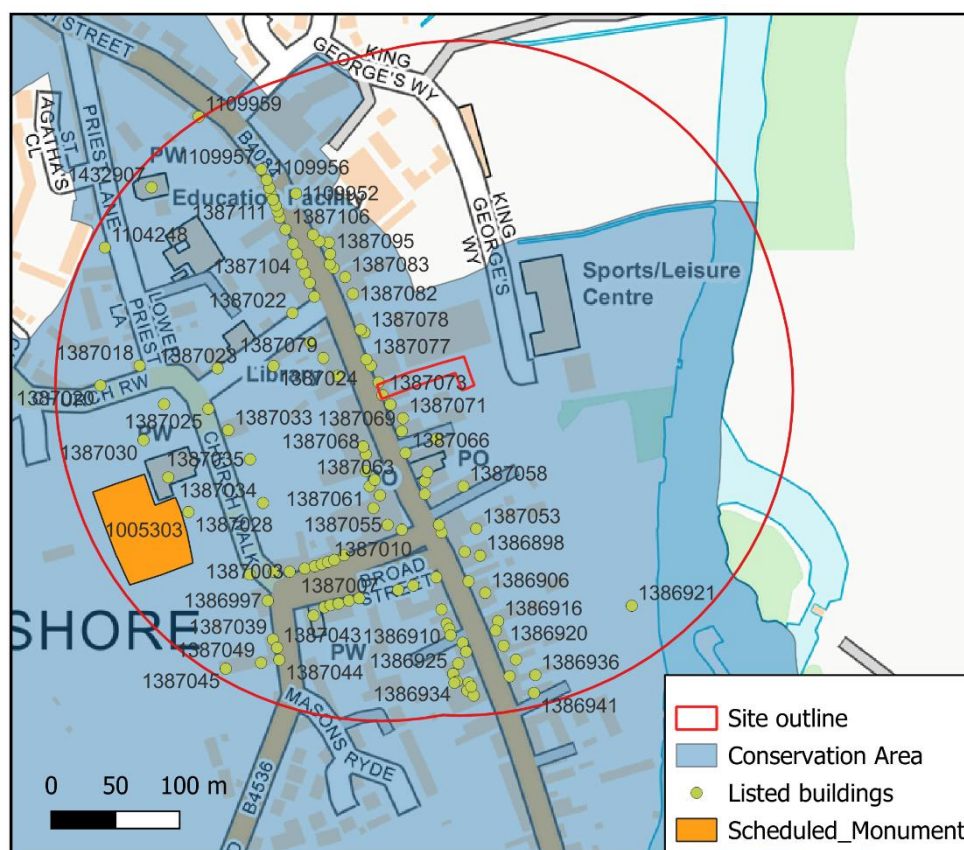 STREET
KING
GEORGE'S WY
1109959
PRIEST LANE
ST
AGATHA'S
CL
PW
B4084
1109957
1109956
1432907
1109952
Education Facility
1387111
1387106
KING
GEORGE'S
WY
1104248
1387095
1387104
1387083
Sports/Leisure
Centre
1387022
1387082
LOWER
PRIEST
LA
1387078
1387018
1387023
1387079
1387077
Library
1387024
1387073
1387020
CHURCH RW
1387025
1387033
1387069
1387071
PW
1387030
1387035
1387068
1387066
PO
1387063
1387058
1387034
1387061
1005303
1387028
1387055
1387053
CHURCH WALK
1387010
1386898
1387003
1387007
BROAD
STREET
1386906
1386997
1386921
SHORE
1386916
1387039
1387043
1386910
1386920
PW
1387049
1387044
1386925
1386936
1387045
1386934
1386941
MASONS RYDE
B4536
0 50 100 m
Site outline
Conservation Area
Listed buildings
Scheduled_Monument